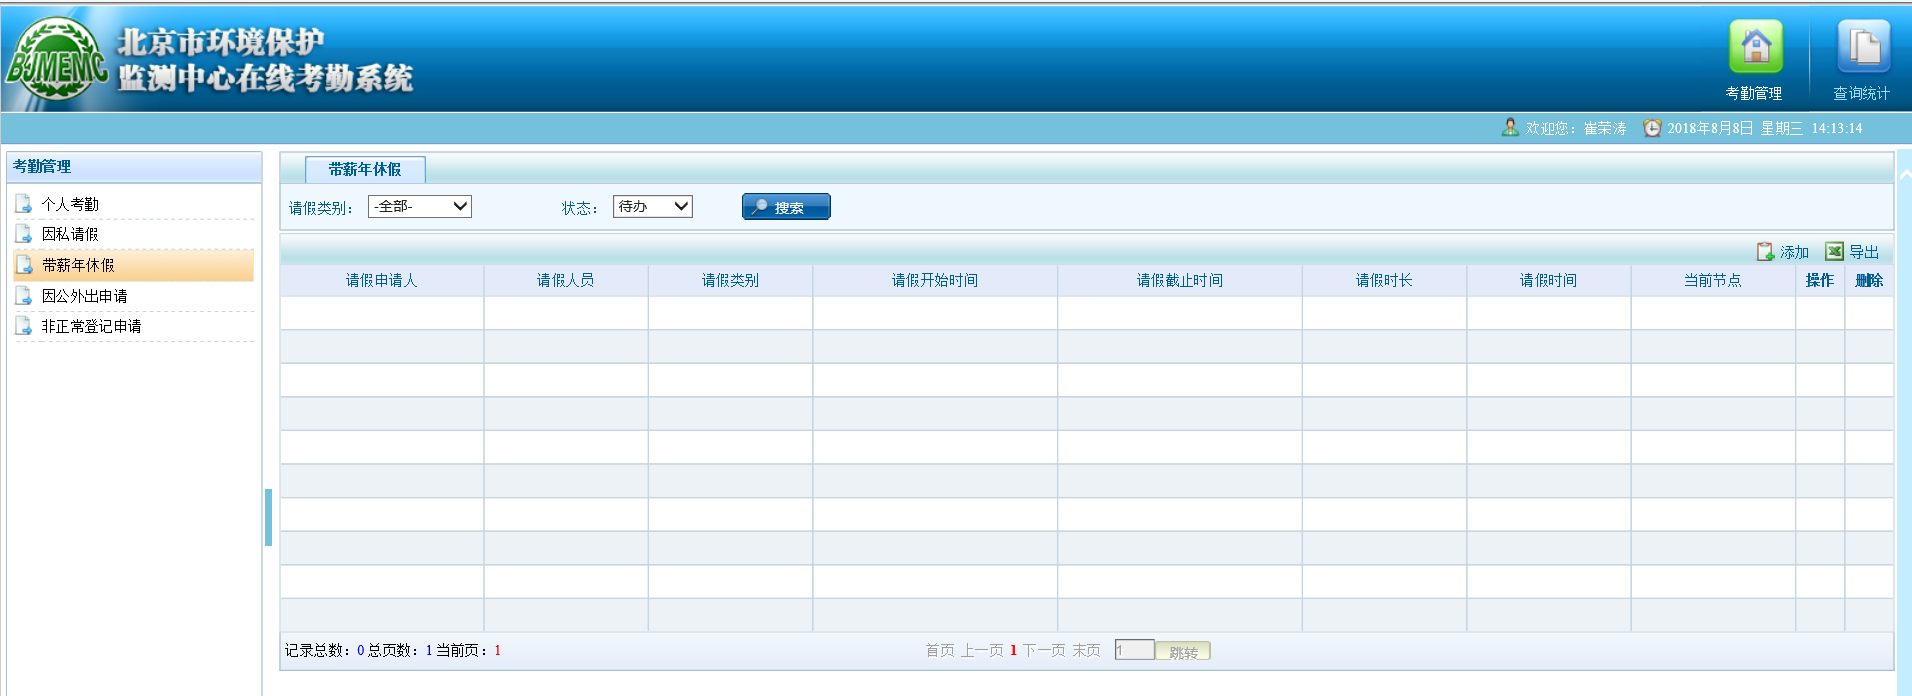 BJMEMC
北京市环境保护
监测中心在线考勤系统
考勤管理
查询统计
欢迎您：崔荣涛 2018年8月8日 星期三 14:13:14
考勤管理
个人考勤
因私请假
带薪年休假
因公外出申请
非正常登记申请
带薪年休假
请假类别： -全部- 状态： 待办 搜索
添加 导出
请假申请人 请假人员 请假类别 请假开始时间 请假截止时间 请假时长 请假时间 当前节点 操作 删除
记录总数：0 总页数：1 当前页：1 首页 上一页 1 下一页 末页 1 跳转